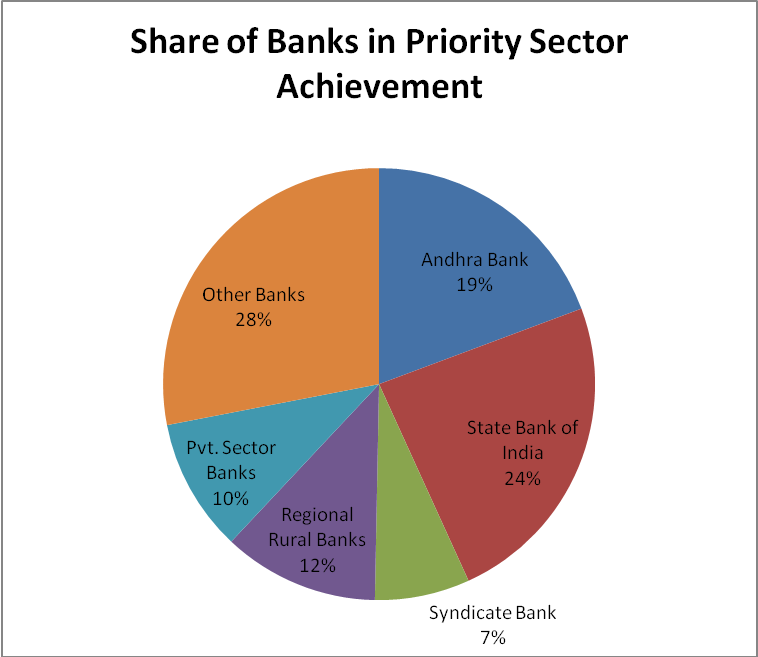 Share of Banks in Priority Sector
Achievement
Andhra Bank
19%
Other Banks
28%
State Bank of
India
24%
Pvt. Sector
Banks
10%
Regional
Rural Banks
12%
Syndicate Bank
7%